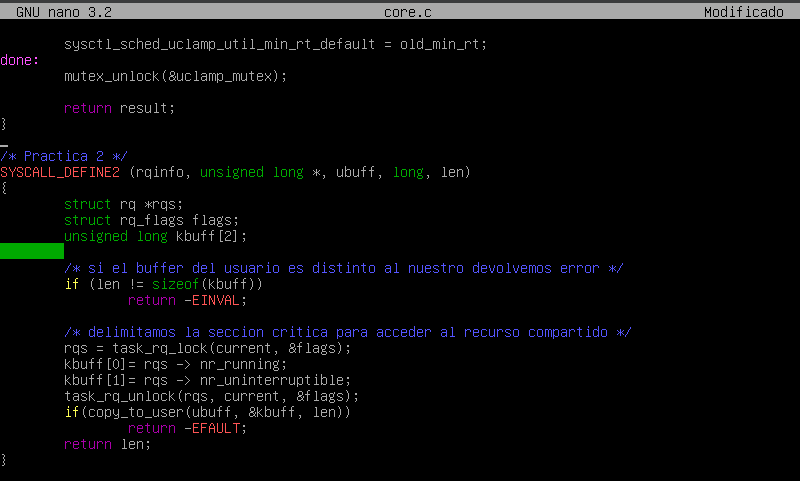 GNU nano 3.2 core.c Modificado
sysctl_sched_uclamp_util_min_rt_default = old_min_rt;
done:
mutex_unlock(&uclamp_mutex);
return result;
}
/* Practica 2 */
SYSCALL_DEFINE2 (rqinfo, unsigned long *, ubuff, long, len)
{
struct rq *rqs;
struct rq_flags flags;
unsigned long kbuff[2];
/* si el buffer del usuario es distinto al nuestro devolvemos error */
if (len != sizeof(kbuff))
return -EINVAL;
/* delimitamos la seccion critica para acceder al recurso compartido */
rqs = task_rq_lock(current, &flags);
kbuff[0]= rqs -> nr_running;
kbuff[1]= rqs -> nr_uninterruptible;
task_rq_unlock(rqs, current, &flags);
if(copy_to_user(ubuff, &kbuff, len))
return -EFAULT;
return len;
}